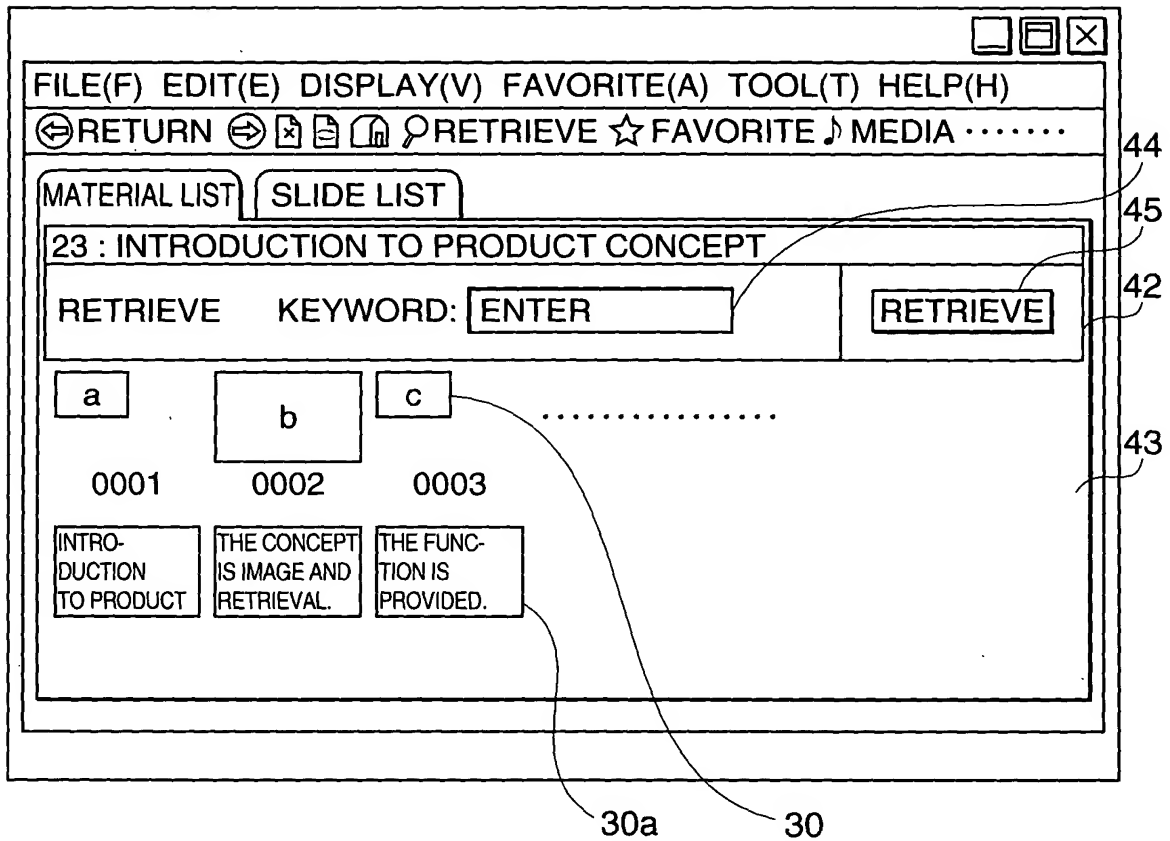 FILE(F) EDIT(E) DISPLAY(V) FAVORITE(A) TOOL(T) HELP(H)
RETURN RETRIEVE FAVORITE MEDIA ·······
44
45
MATERIAL LIST SLIDE LIST
23 : INTRODUCTION TO PRODUCT CONCEPT
42
RETRIEVE KEYWORD: ENTER RETRIEVE
a b c ...............
43
0001 0002 0003
INTRO-
DUCTION
TO PRODUCT
THE CONCEPT
IS IMAGE AND
RETRIEVAL.
THE FUNC-
TION IS
PROVIDED.
30a 30